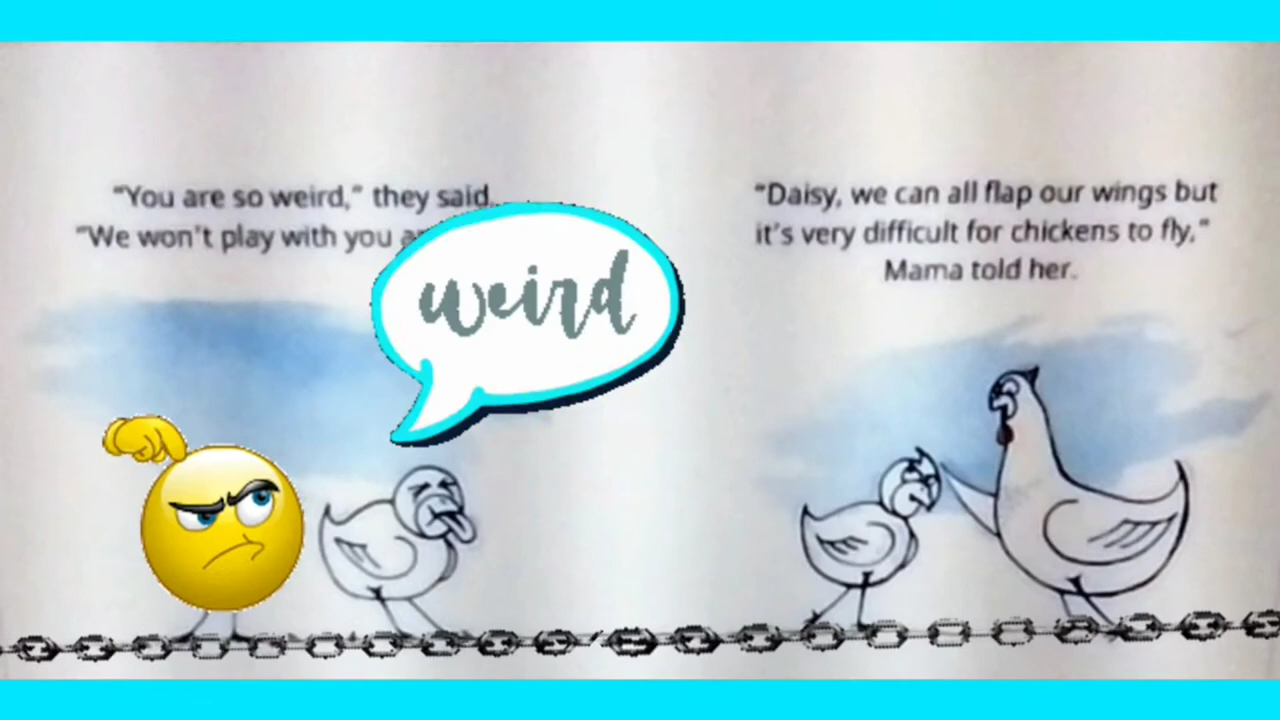 “You are so weird,” they said.
“We won't play with you
weird
“Daisy, we can all flap our wings but
it's very difficult for chickens to fly,”
Mama told her.